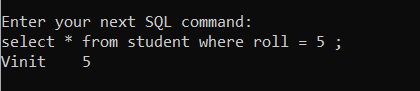 Enter your next SQL command:
select * from student where roll = 5 ;
Vinit    5